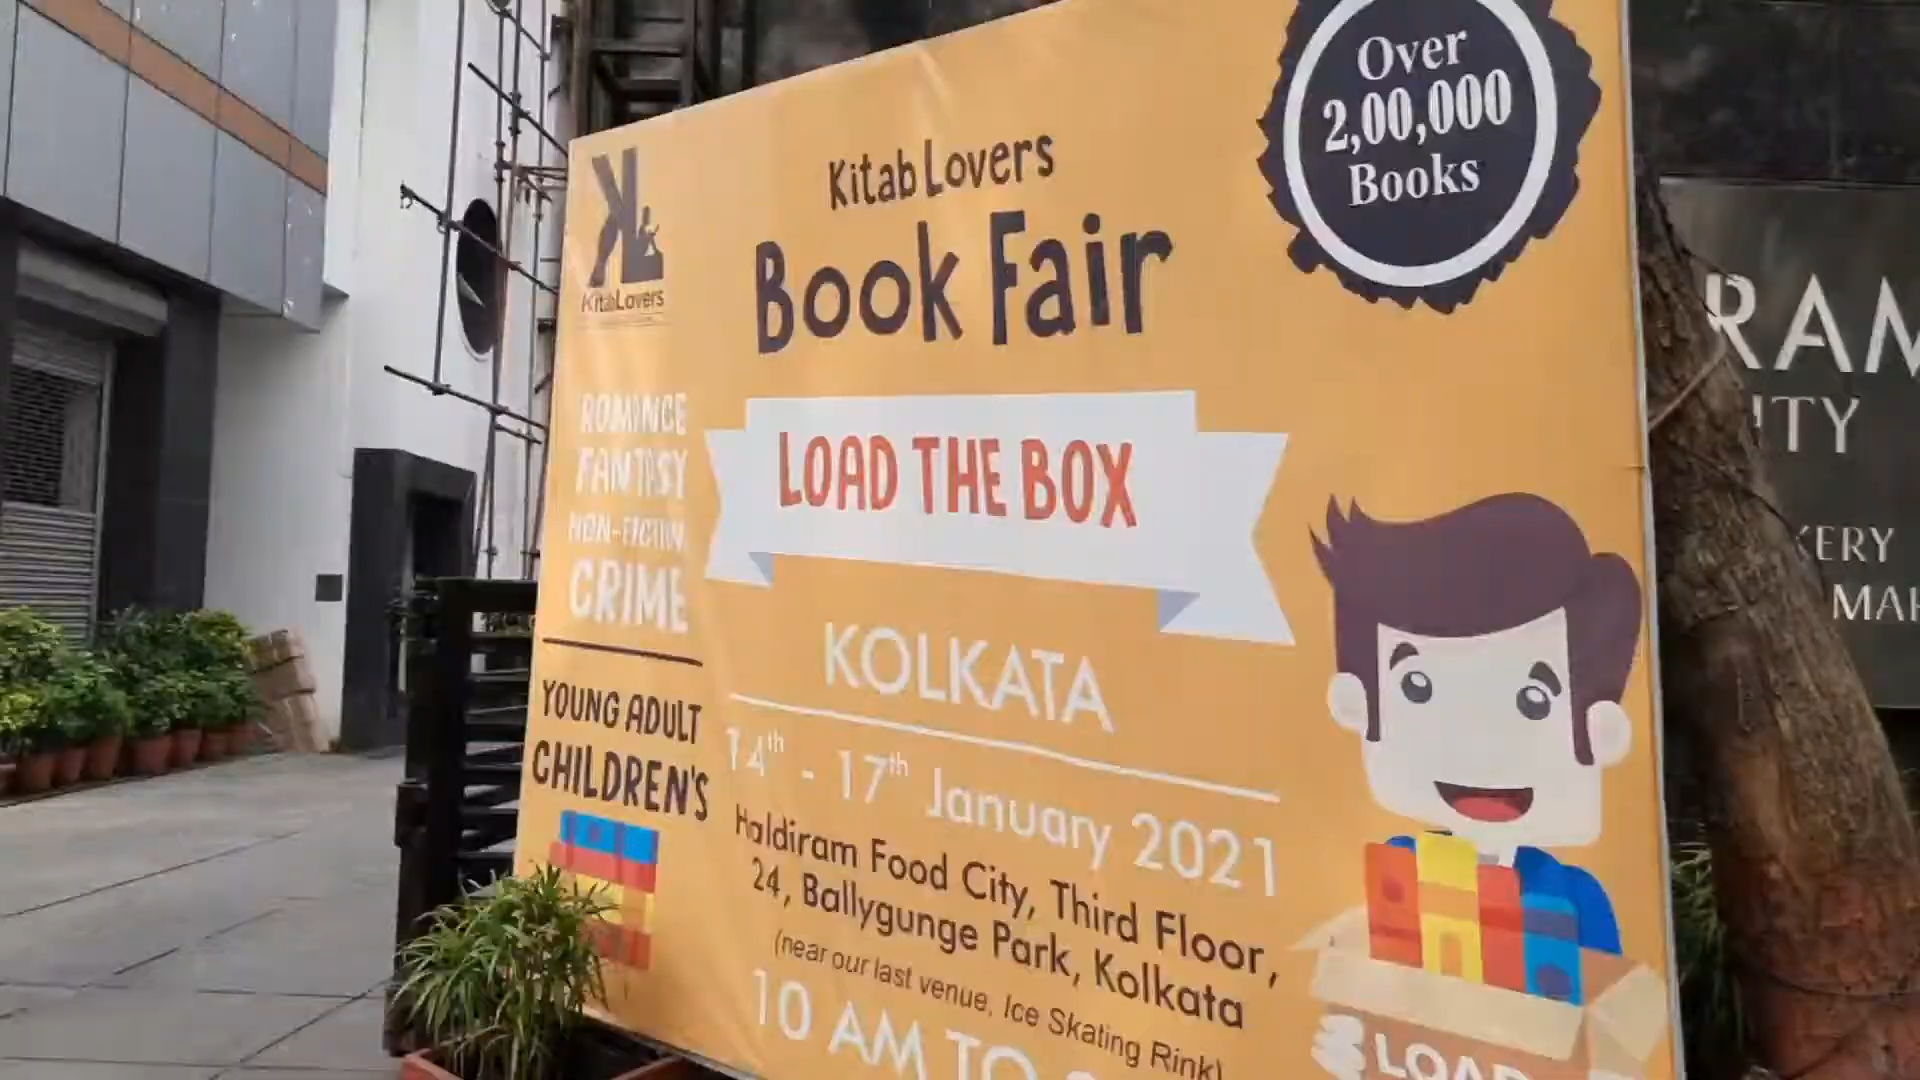 Over
2,00,000
Books
Kitab Lovers
Book Fair
KitabLovers
LOAD THE BOX
ROMANCE
FANTASY
NON-FICTION
CRIME
YOUNG ADULT
CHILDREN'S
KOLKATA
14th - 17th January 2021
Haldiram Food City, Third Floor,
24, Ballygunge Park, Kolkata
(near our last venue, Ice Skating Rink)
10 AM TO
LOAD
RAM
ITY
KERY
MAK